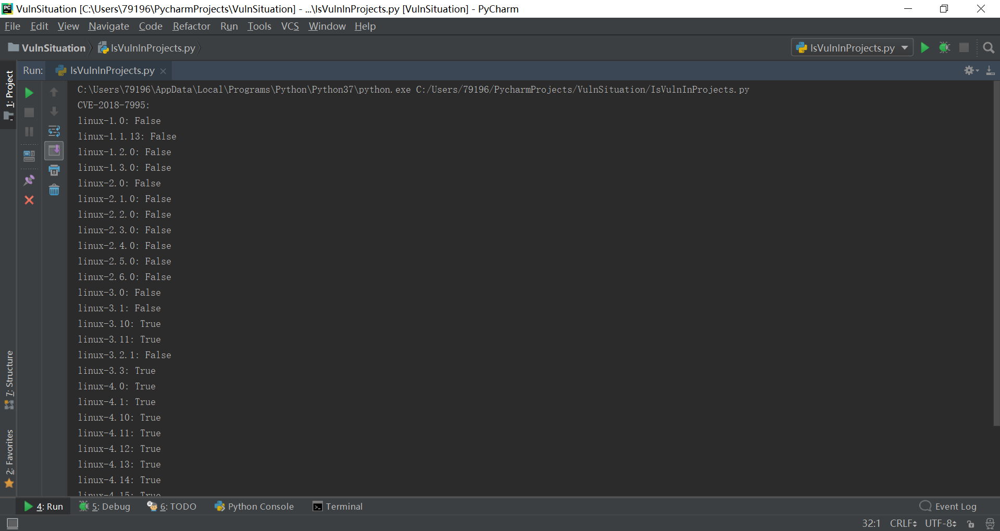 VulnSituation [C:\Users\79196\PycharmProjects\VulnSituation] - ...\IsVulnInProjects.py [VulnSituation] - PyCharm
File Edit View Navigate Code Refactor Run Tools VCS Window Help
VulnSituation IsVulnInProjects.py IsVulnInProjects.py
Run: IsVulnInProjects.py
C:\Users\79196\AppData\Local\Programs\Python\Python37\python.exe C:/Users/79196/PycharmProjects/VulnSituation/IsVulnInProjects.py
CVE-2018-7995:
linux-1.0: False
linux-1.1.13: False
linux-1.2.0: False
linux-1.3.0: False
linux-2.0: False
linux-2.1.0: False
linux-2.2.0: False
linux-2.3.0: False
linux-2.4.0: False
linux-2.5.0: False
linux-2.6.0: False
linux-3.0: False
linux-3.1: False
linux-3.10: True
linux-3.11: True
linux-3.2.1: False
linux-3.3: True
linux-4.0: True
linux-4.1: True
linux-4.10: True
linux-4.11: True
linux-4.12: True
linux-4.13: True
linux-4.14: True
linux-4.15: True
1: Project
7: Structure
2: Favorites
4: Run 5: Debug 6: TODO Python Console Terminal Event Log
32:1 CRLF UTF-8